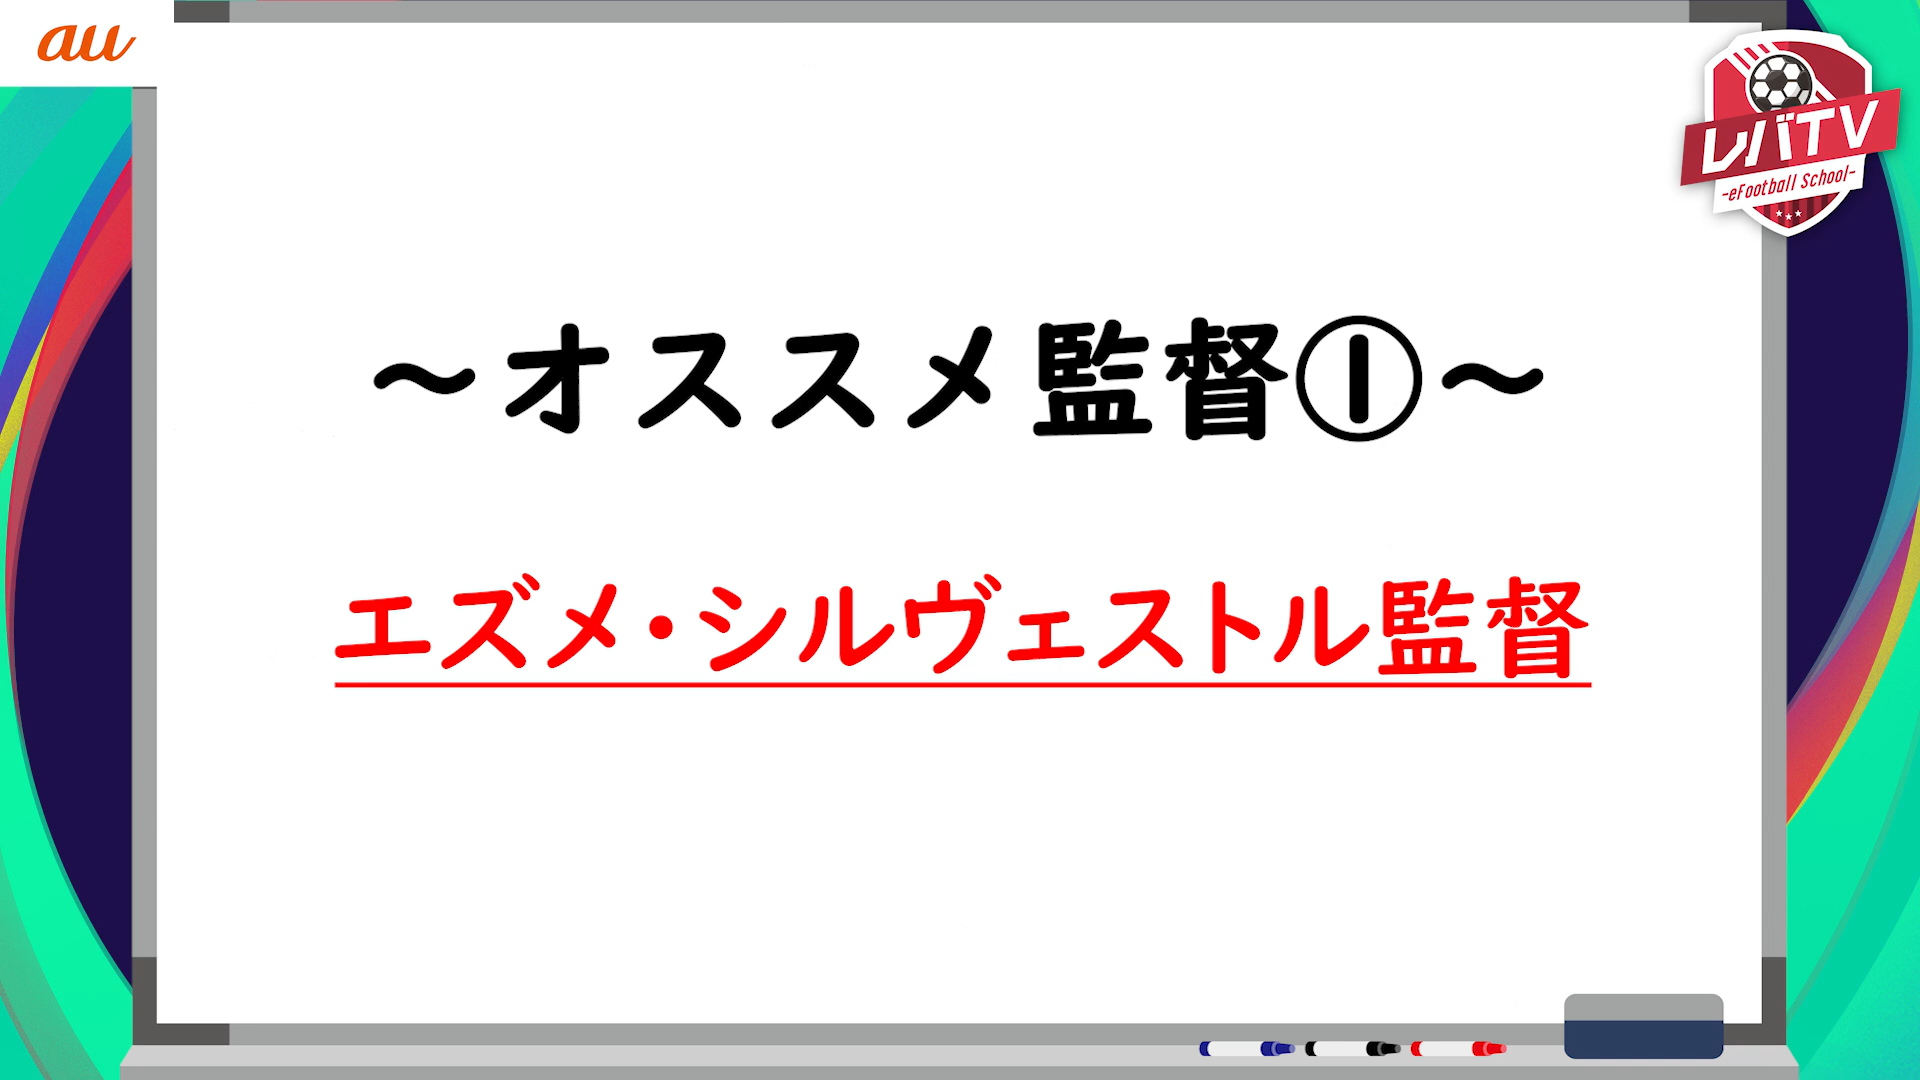 au
レバTV
-eFootball School-
～オススメ監督①～
エズメ・シルヴェストル監督